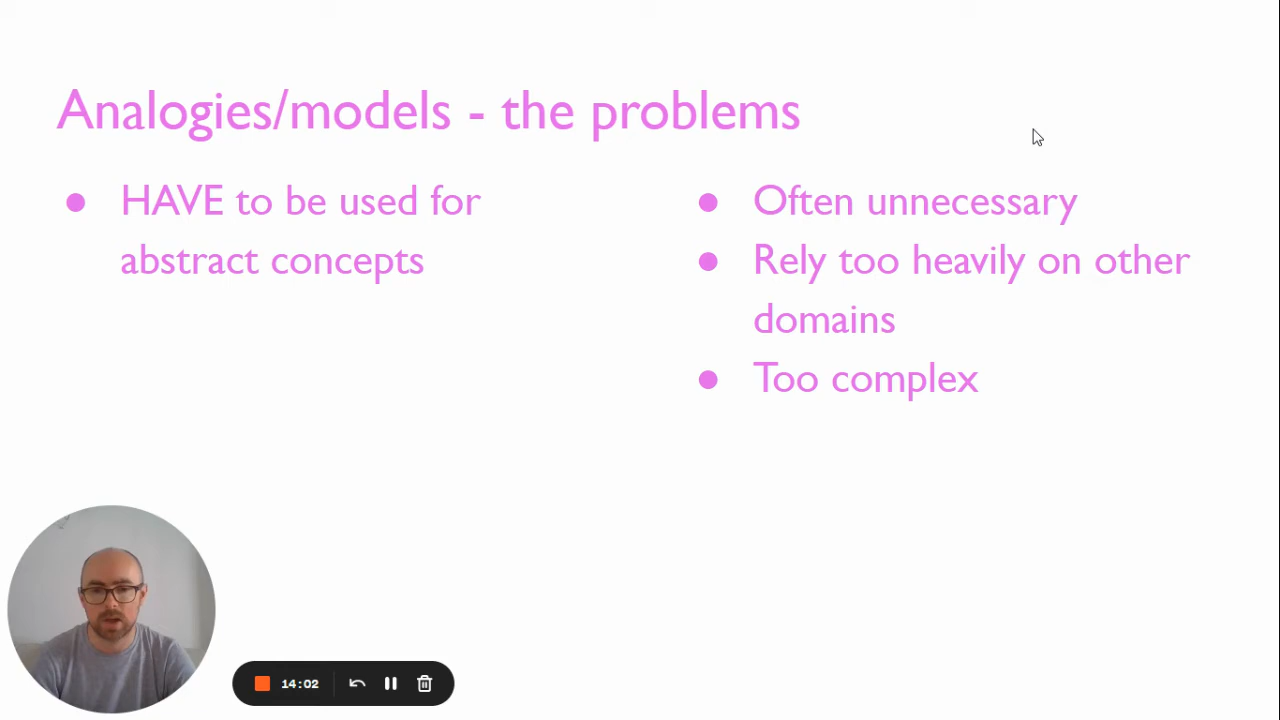 Analogies/models - the problems
● HAVE to be used for
abstract concepts
● Often unnecessary
● Rely too heavily on other
domains
● Too complex
14:02